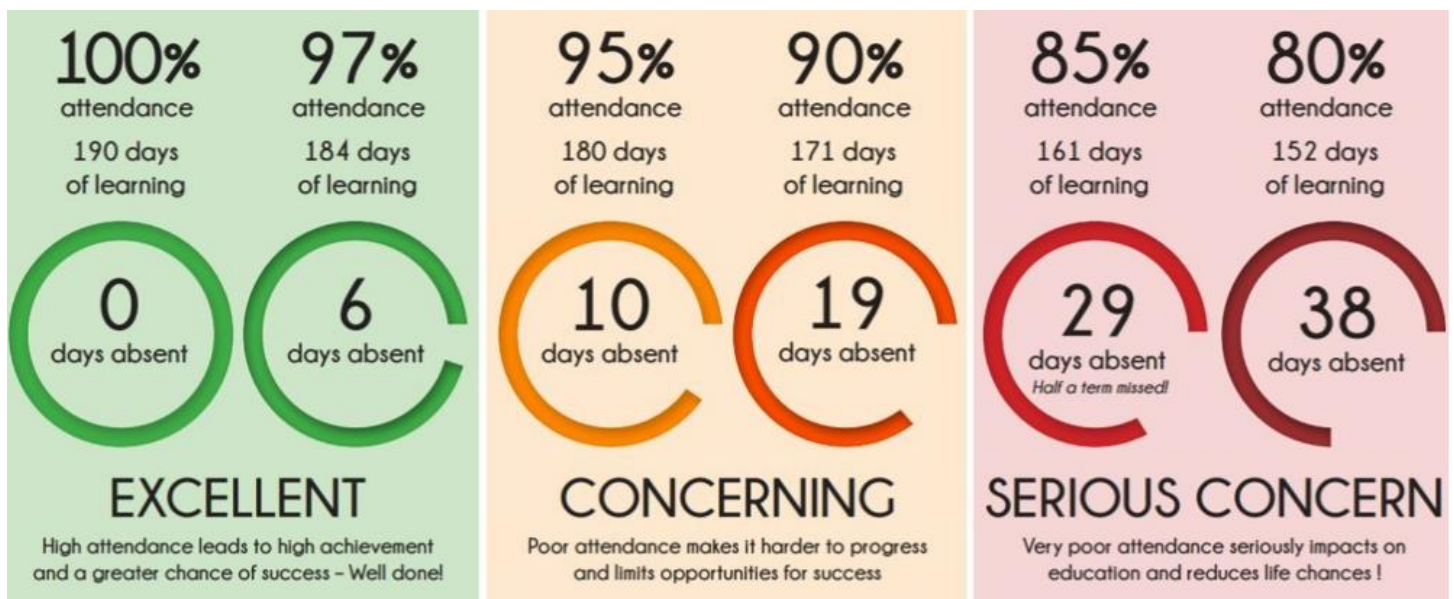 100%
attendance
190 days
of learning
0
days absent
97%
attendance
184 days
of learning
6
days absent
EXCELLENT
High attendance leads to high achievement
and a greater chance of success – Well done!
95%
attendance
180 days
of learning
10
days absent
90%
attendance
171 days
of learning
19
days absent
CONCERNING
Poor attendance makes it harder to progress
and limits opportunities for success
85%
attendance
161 days
of learning
29
days absent
Half a term missed!
80%
attendance
152 days
of learning
38
days absent
SERIOUS CONCERN
Very poor attendance seriously impacts on
education and reduces life chances !